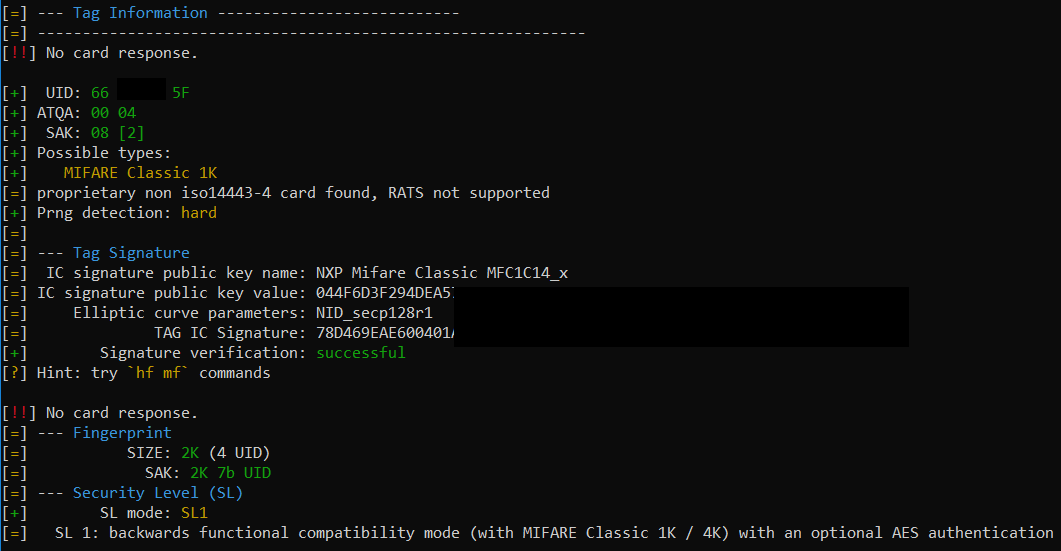 [=] --- Tag Information ---------------------------
[=] -------------------------------------------------------------
[!!] No card response.
[+] UID: 66 5F
[+] ATQA: 00 04
[+] SAK: 08 [2]
[+] Possible types:
[+] MIFARE Classic 1K
[=] proprietary non iso14443-4 card found, RATS not supported
[+] Prng detection: hard
[=]
[=] --- Tag Signature
[=] IC signature public key name: NXP Mifare Classic MFC1C14_x
[=] IC signature public key value: 044F6D3F294DEA5
[=] Elliptic curve parameters: NID_secp128r1
[=] TAG IC Signature: 78D469EAE600401A
[+] Signature verification: successful
[?] Hint: try `hf mf` commands
[!!] No card response.
[=] --- Fingerprint
[=] SIZE: 2K (4 UID)
[=] SAK: 2K 7b UID
[=] --- Security Level (SL)
[+] SL mode: SL1
[=] SL 1: backwards functional compatibility mode (with MIFARE Classic 1K / 4K) with an optional AES authentication